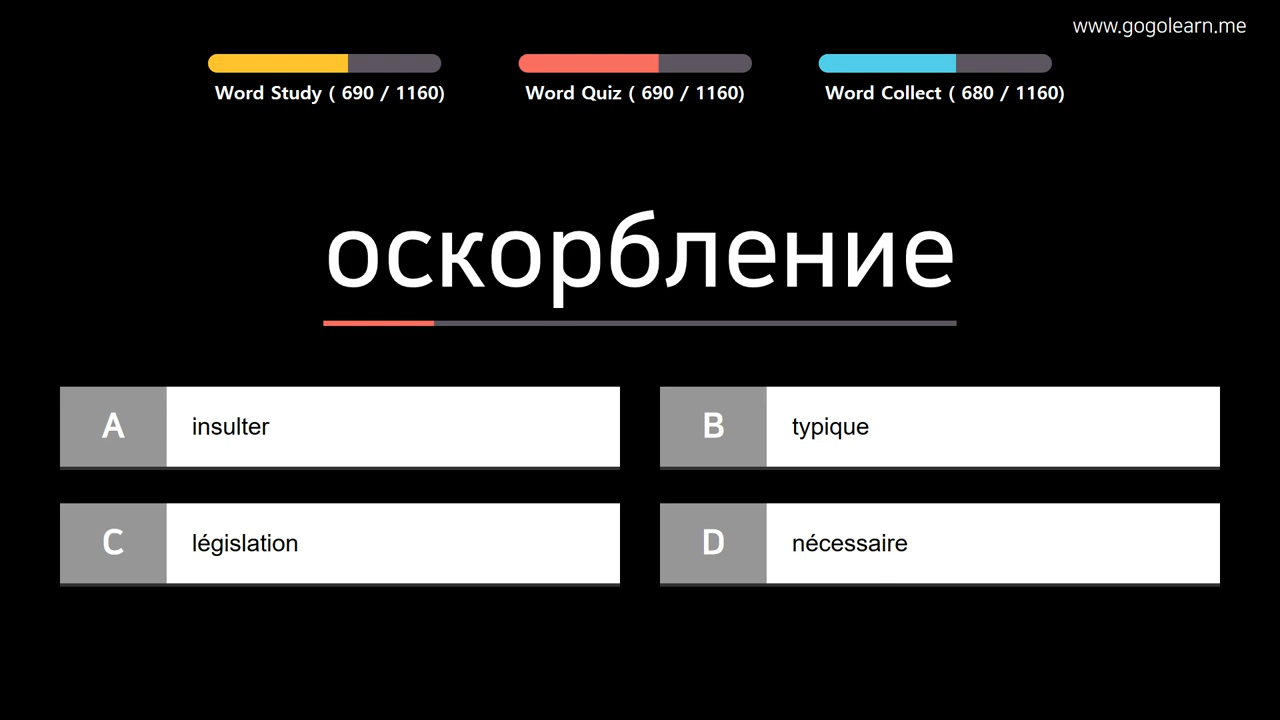 www.gogolearn.me
Word Study ( 690 / 1160)
Word Quiz ( 690 / 1160)
Word Collect ( 680 / 1160)
оскорбление
A insulter
B typique
C législation
D nécessaire